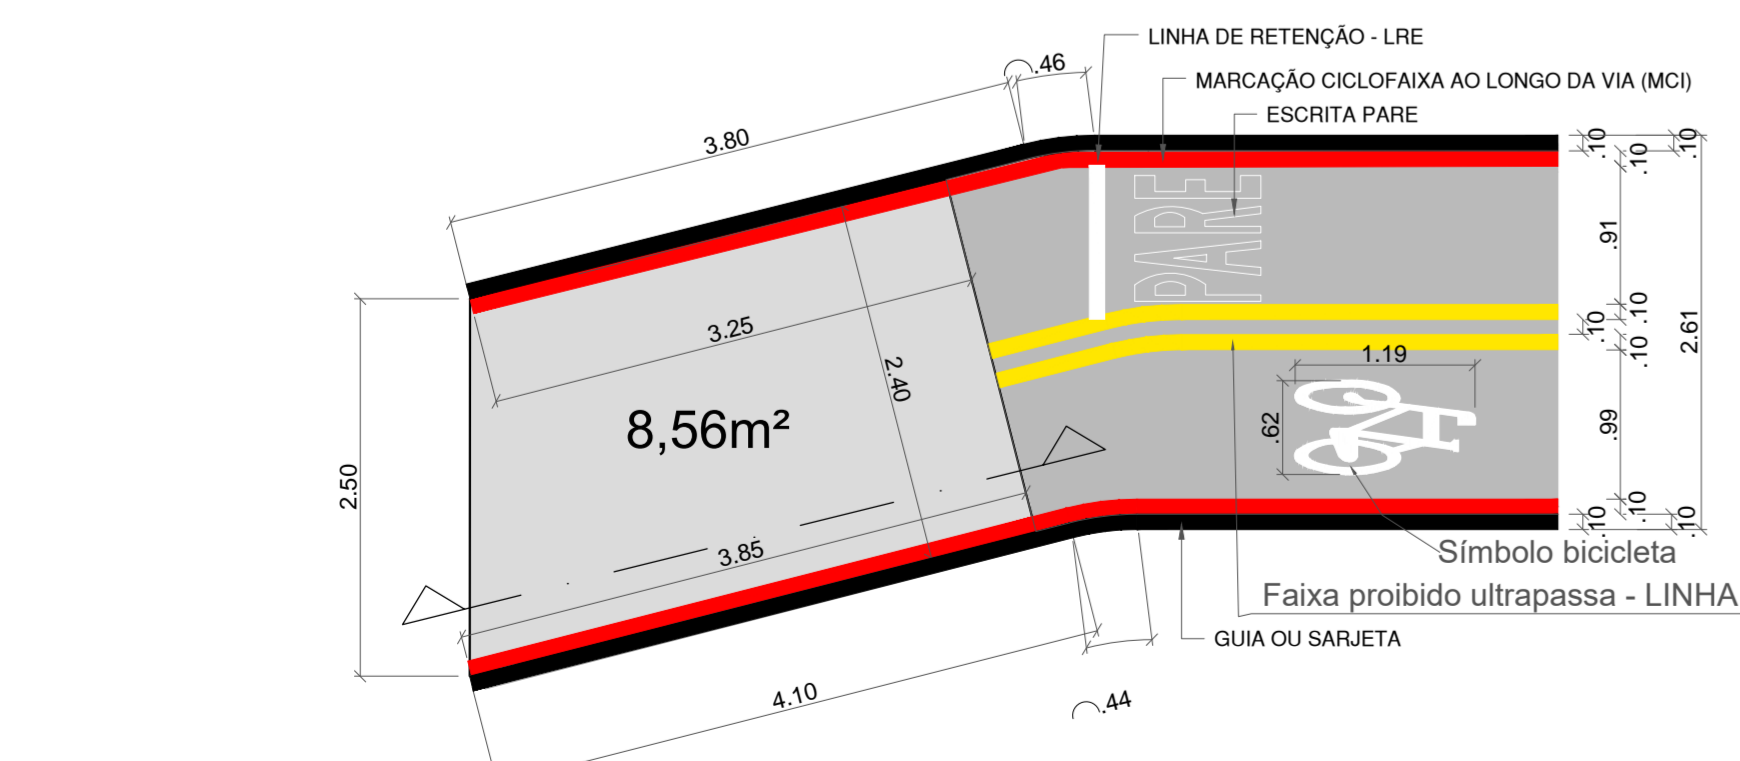 LINHA DE RETENÇÃO - LRE
.46
MARCAÇÃO CICLOFAIXA AO LONGO DA VIA (MCI)
ESCRITA PARE
3.80
.10
.10
.10
PARE
.91
3.25
.10
.10
.10
2.61
1.19
2.40
.62
.99
8,56m²
2.50
.10
.10
.10
3.85
Símbolo bicicleta
Faixa proibido ultrapassa - LINHA
GUIA OU SARJETA
4.10
.44